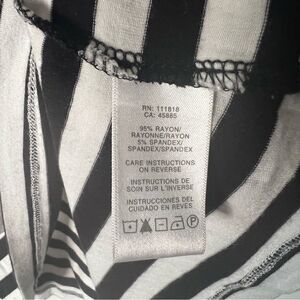 RN: 111818
CA: 45885
95% RAYON/
RAYONNE/RAYON
5% SPANDEX/
SPANDEX/SPANDEX
CARE INSTRUCTIONS
ON REVERSE
INSTRUCTIONS DE
SOIN SUR L'INVERSE
INSTRUCCIONES DEL
CUIDADO EN REVES